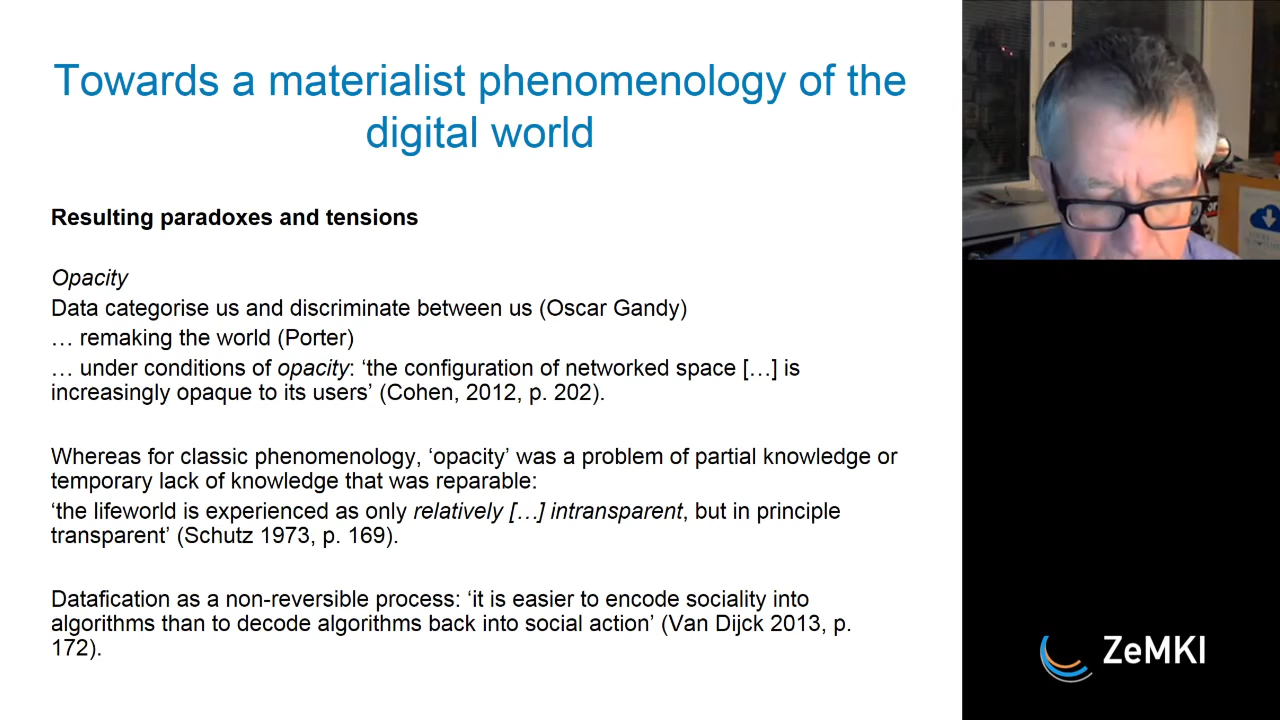 Towards a materialist phenomenology of the
digital world
Resulting paradoxes and tensions
Opacity
Data categorise us and discriminate between us (Oscar Gandy)
… remaking the world (Porter)
… under conditions of opacity: ‘the configuration of networked space […] is
increasingly opaque to its users’ (Cohen, 2012, p. 202).
Whereas for classic phenomenology, ‘opacity’ was a problem of partial knowledge or
temporary lack of knowledge that was reparable:
‘the lifeworld is experienced as only relatively […] intransparent, but in principle
transparent’ (Schutz 1973, p. 169).
Datafication as a non-reversible process: ‘it is easier to encode sociality into
algorithms than to decode algorithms back into social action’ (Van Dijck 2013, p.
172).
ZeMKI